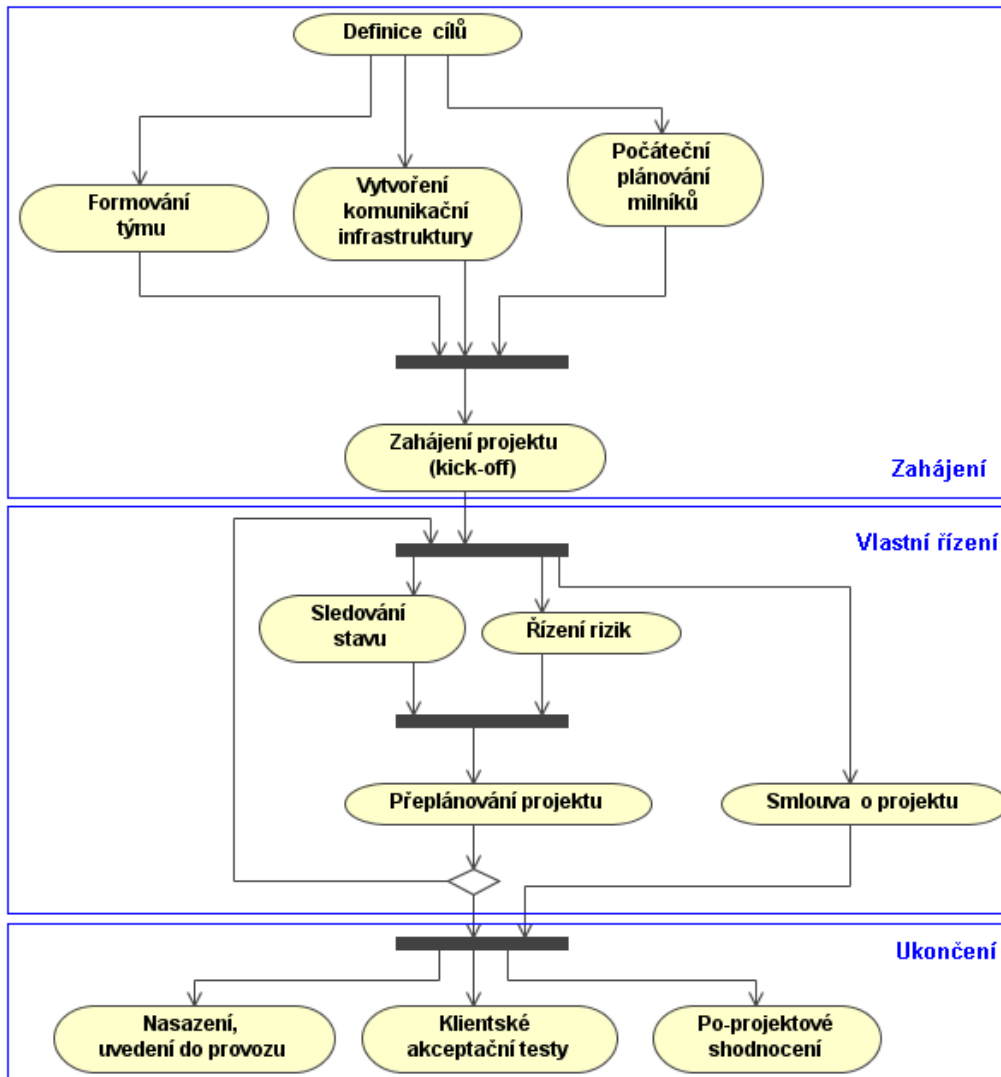 Definice cílů
Formování
týmu
Vytvoření
komunikační
infrastruktury
Počáteční
plánování
milníků
Zahájení projektu
(kick-off)
Zahájení
Vlastní řízení
Sledování
stavu
Řízení rizik
Přeplánování projektu
Smlouva o projektu
Ukončení
Nasazení,
uvedení do provozu
Klientské
akceptační testy
Po-projektové
shodnocení